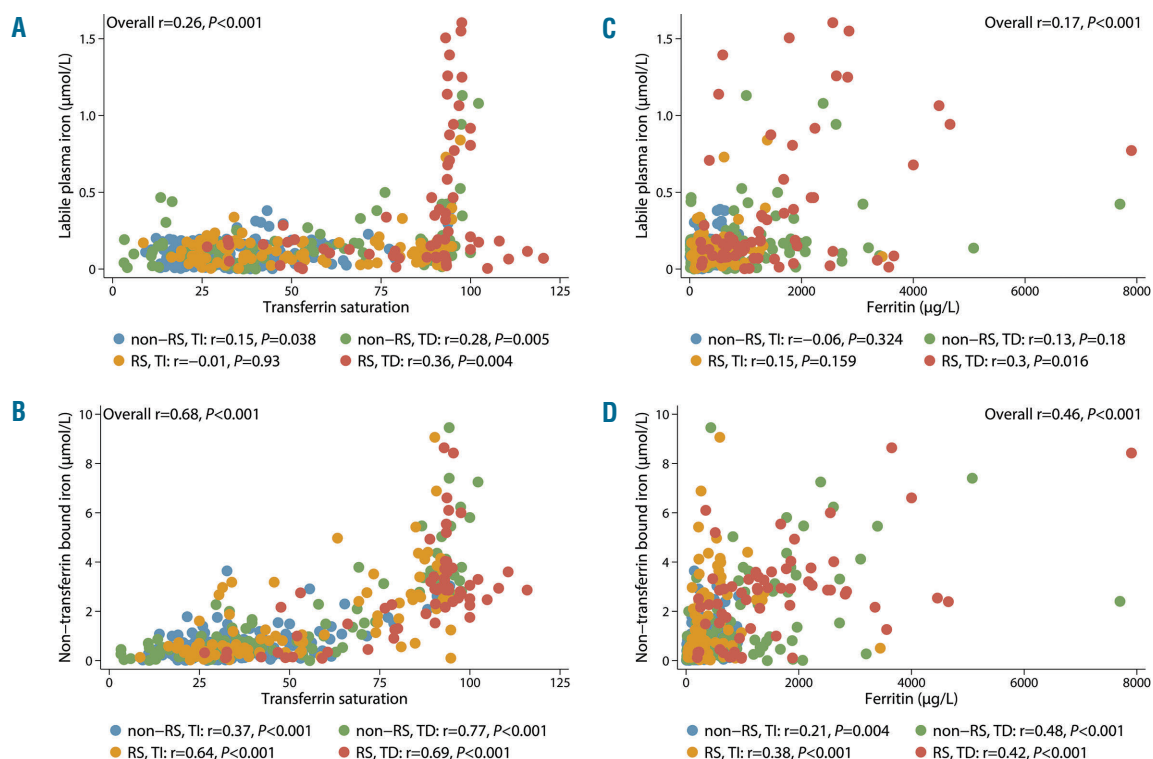 A
Overall r=0.26, P<0.001
Labile plasma iron (µmol/L)
1.5
1.0
0.5
0
0 25 50 75 100 125
Transferrin saturation
non−RS, TI: r=0.15, P=0.038
non−RS, TD: r=0.28, P=0.005
RS, TI: r=−0.01, P=0.93
RS, TD: r=0.36, P=0.004
C
Overall r=0.17, P<0.001
Labile plasma iron (µmol/L)
1.5
1.0
0.5
0
0 2000 4000 6000 8000
Ferritin (µg/L)
non−RS, TI: r=−0.06, P=0.324
non−RS, TD: r=0.13, P=0.18
RS, TI: r=0.15, P=0.159
RS, TD: r=0.3, P=0.016
B
Overall r=0.68, P<0.001
Non−transferrin bound iron (µmol/L)
10
8
6
4
2
0
0 25 50 75 100 125
Transferrin saturation
non−RS, TI: r=0.37, P<0.001
non−RS, TD: r=0.77, P<0.001
RS, TI: r=0.64, P<0.001
RS, TD: r=0.69, P<0.001
D
Overall r=0.46, P<0.001
Non−transferrin bound iron (µmol/L)
10
8
6
4
2
0
0 2000 4000 6000 8000
Ferritin (µg/L)
non−RS, TI: r=0.21, P=0.004
non−RS, TD: r=0.48, P<0.001
RS, TI: r=0.38, P<0.001
RS, TD: r=0.42, P<0.001